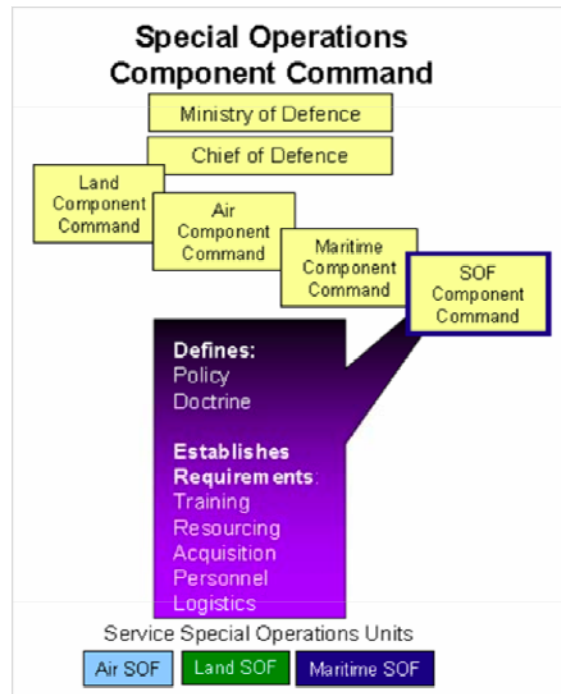 Special Operations
Component Command
Ministry of Defence
Chief of Defence
Land
Component
Command
Air
Component
Command
Maritime
Component
Command
SOF
Component
Command
Defines:
Policy
Doctrine
Establishes
Requirements:
Training
Resourcing
Acquisition
Personnel
Logistics
Service Special Operations Units
Air SOF
Land SOF
Maritime SOF